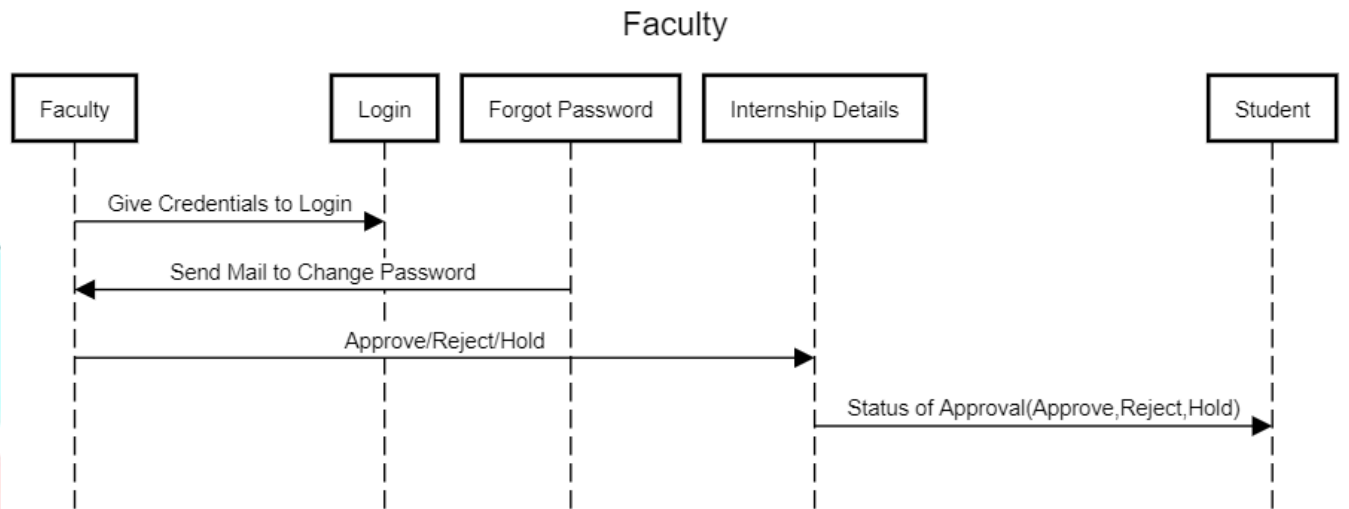 Faculty
Faculty
Login
Forgot Password
Internship Details
Student
Give Credentials to Login
Send Mail to Change Password
Approve/Reject/Hold
Status of Approval(Approve,Reject,Hold)